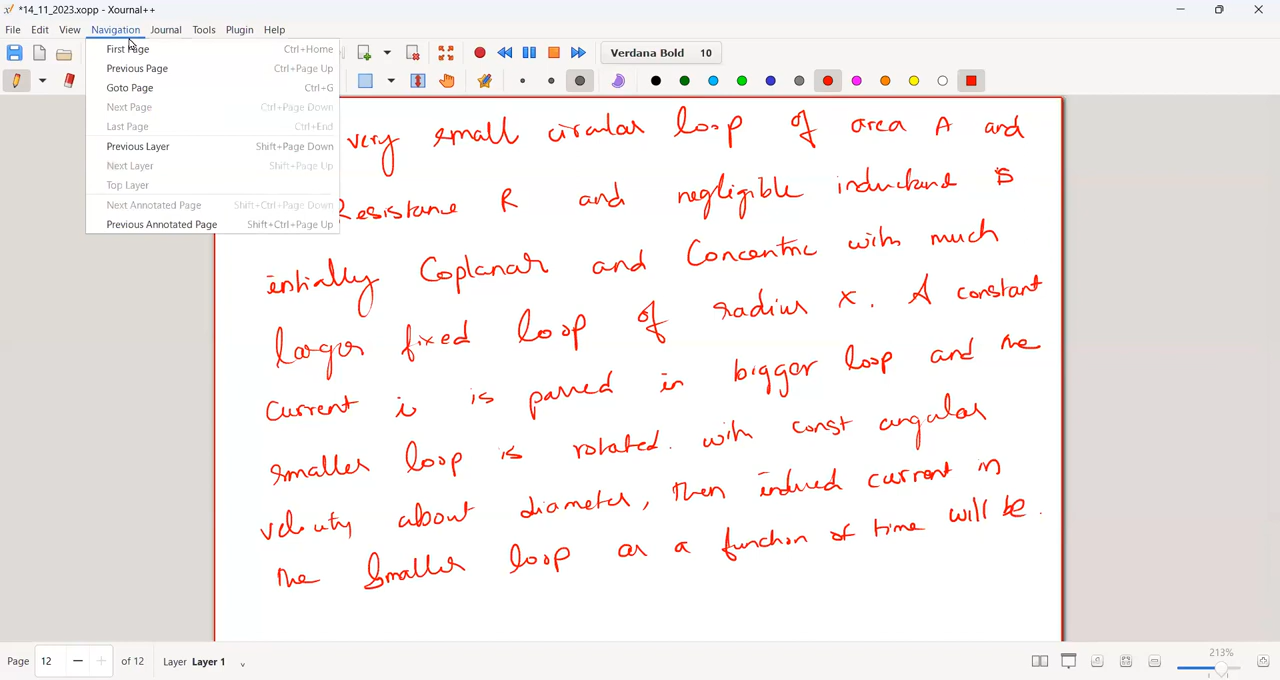 *14_11_2023.xopp - Xournal++
File Edit View Navigation Journal Tools Plugin Help
First Page Ctrl+Home
Previous Page Ctrl+Page Up
Goto Page Ctrl+G
Next Page Ctrl+Page Down
Last Page Ctrl+End
Previous Layer Shift+Page Down
Next Layer Shift+Page Up
Top Layer
Next Annotated Page Shift+Ctrl+Page Down
Previous Annotated Page Shift+Ctrl+Page Up
Verdana Bold 10
very small circular loop of area A and
Resistance R and negligible inductance is
initially Coplanar and Concentric with much
larger fixed loop of radius x. A constant
current i is passed in bigger loop and the
smaller loop is rotated. with const angular
velocity about diameter, then induced current in
the smaller loop as a function of time will be.
Page 12 of 12 Layer Layer 1
213%